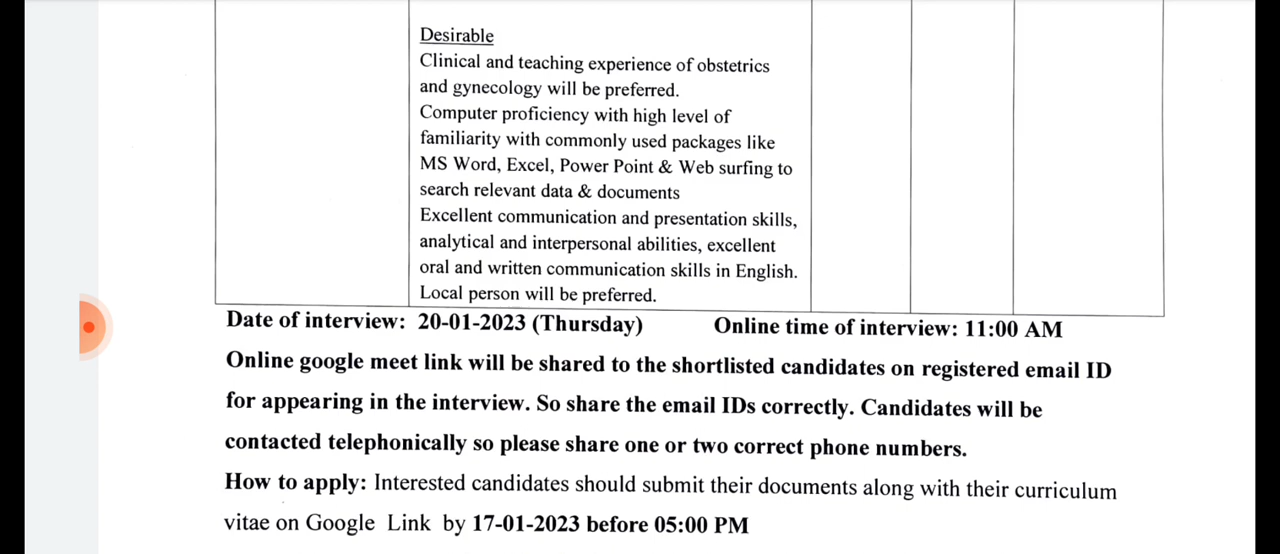 Desirable
Clinical and teaching experience of obstetrics
and gynecology will be preferred.
Computer proficiency with high level of
familiarity with commonly used packages like
MS Word, Excel, Power Point & Web surfing to
search relevant data & documents
Excellent communication and presentation skills,
analytical and interpersonal abilities, excellent
oral and written communication skills in English.
Local person will be preferred.
Date of interview: 20-01-2023 (Thursday) Online time of interview: 11:00 AM
Online google meet link will be shared to the shortlisted candidates on registered email ID
for appearing in the interview. So share the email IDs correctly. Candidates will be
contacted telephonically so please share one or two correct phone numbers.
How to apply: Interested candidates should submit their documents along with their curriculum
vitae on Google Link by 17-01-2023 before 05:00 PM